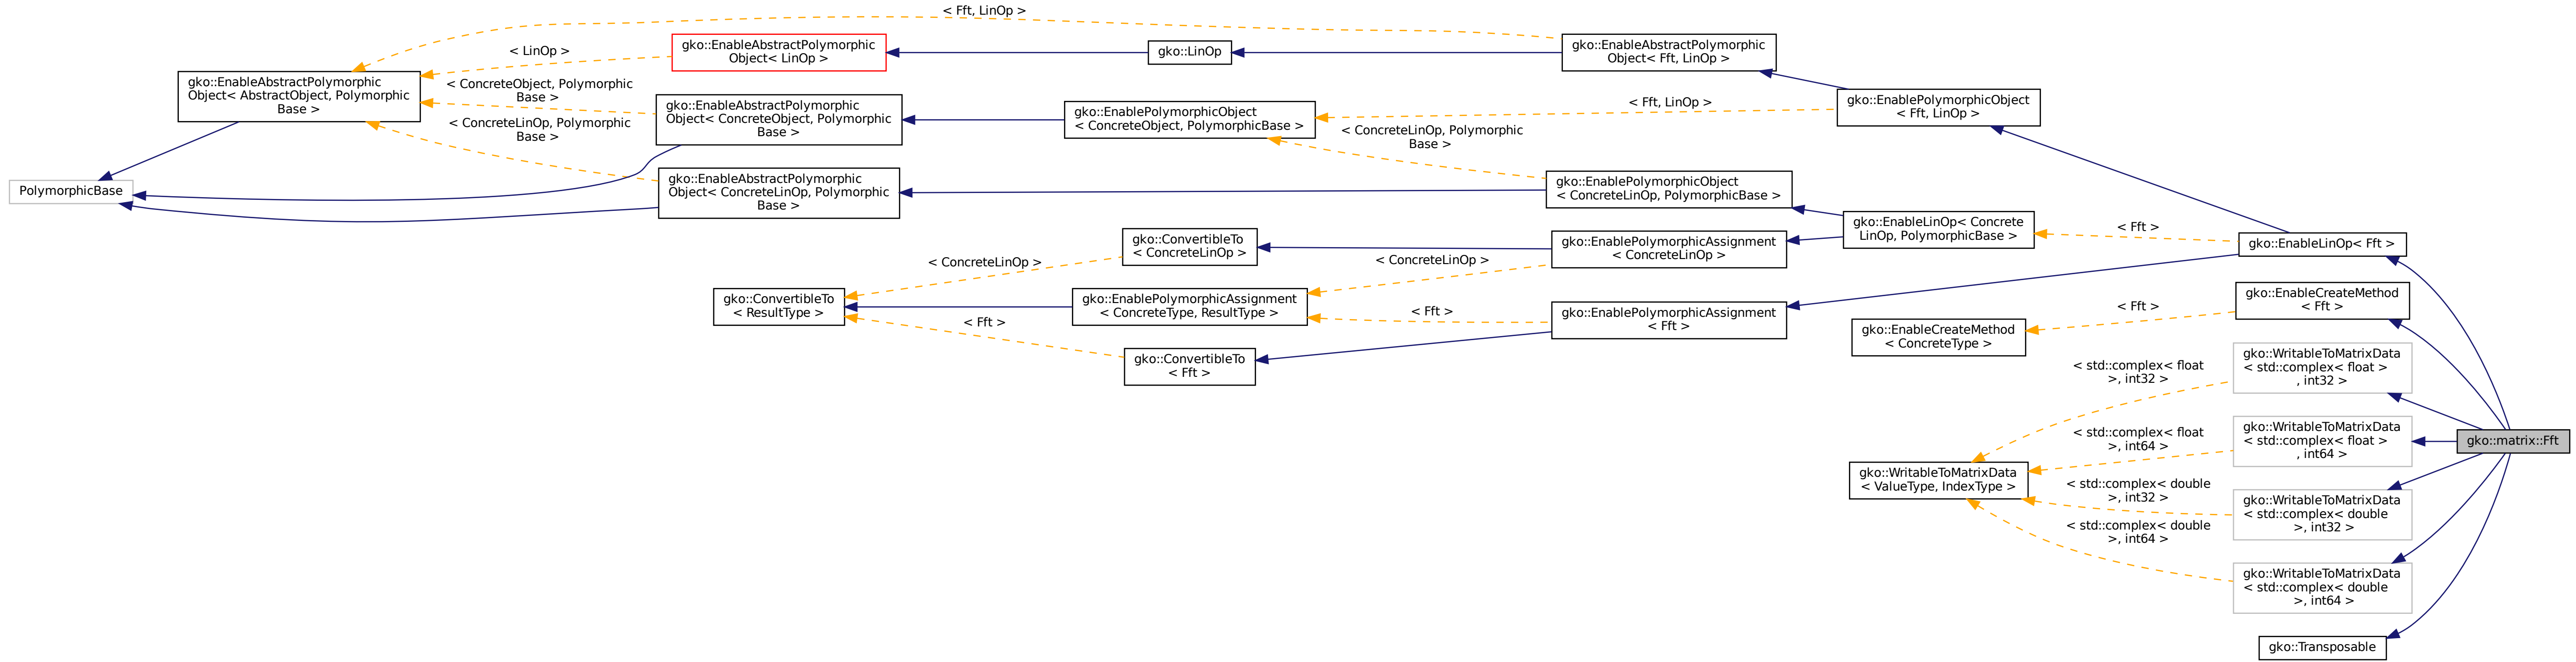 < Fft, LinOp >
< LinOp >
gko::EnableAbstractPolymorphic
Object< LinOp >
gko::LinOp
gko::EnableAbstractPolymorphic
Object< Fft, LinOp >
gko::EnableAbstractPolymorphic
Object< AbstractObject, Polymorphic
Base >
< ConcreteObject, Polymorphic
Base >
gko::EnableAbstractPolymorphic
Object< ConcreteObject, Polymorphic
Base >
gko::EnablePolymorphicObject
< ConcreteObject, PolymorphicBase >
< Fft, LinOp >
gko::EnablePolymorphicObject
< Fft, LinOp >
< ConcreteLinOp, Polymorphic
Base >
< ConcreteLinOp, Polymorphic
Base >
PolymorphicBase
gko::EnableAbstractPolymorphic
Object< ConcreteLinOp, Polymorphic
Base >
gko::EnablePolymorphicObject
< ConcreteLinOp, PolymorphicBase >
gko::EnableLinOp< Concrete
LinOp, PolymorphicBase >
< Fft >
gko::EnableLinOp< Fft >
gko::ConvertibleTo
< ConcreteLinOp >
gko::EnablePolymorphicAssignment
< ConcreteLinOp >
< ConcreteLinOp >
< ConcreteLinOp >
gko::ConvertibleTo
< ResultType >
gko::EnablePolymorphicAssignment
< ConcreteType, ResultType >
< Fft >
gko::EnablePolymorphicAssignment
< Fft >
< Fft >
gko::ConvertibleTo
< Fft >
< Fft >
gko::EnableCreateMethod
< Fft >
gko::EnableCreateMethod
< ConcreteType >
< std::complex< float
>, int32 >
gko::WritableToMatrixData
< std::complex< float >
, int32 >
< std::complex< float
>, int64 >
gko::WritableToMatrixData
< std::complex< float >
, int64 >
gko::matrix::Fft
gko::WritableToMatrixData
< ValueType, IndexType >
< std::complex< double
>, int32 >
gko::WritableToMatrixData
< std::complex< double
>, int32 >
< std::complex< double
>, int64 >
gko::WritableToMatrixData
< std::complex< double
>, int64 >
gko::Transposable